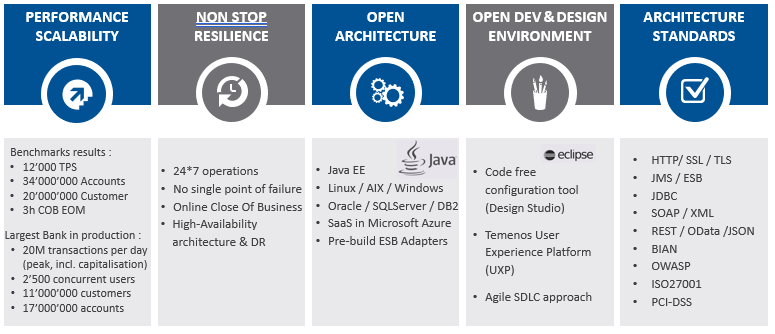 PERFORMANCE
SCALABILITY
Benchmarks results :
• 12'000 TPS
• 34'000'000 Accounts
• 20'000'000 Customer
• 3h COB EOM
Largest Bank in production :
• 20M transactions per day
(peak, incl. capitalisation)
• 2'500 concurrent users
• 11'000'000 customers
• 17'000'000 accounts
NON STOP
RESILIENCE
• 24*7 operations
• No single point of failure
• Online Close Of Business
• High-Availability
architecture & DR
OPEN
ARCHITECTURE
Java
• Java EE
• Linux / AIX / Windows
• Oracle / SQLServer / DB2
• SaaS in Microsoft Azure
• Pre-build ESB Adapters
OPEN DEV & DESIGN
ENVIRONMENT
eclipse
• Code free
configuration tool
(Design Studio)
• Temenos User
Experience Platform
(UXP)
• Agile SDLC approach
ARCHITECTURE
STANDARDS
• HTTP/ SSL / TLS
• JMS / ESB
• JDBC
• SOAP / XML
• REST / OData /JSON
• BIAN
• OWASP
• ISO27001
• PCI-DSS